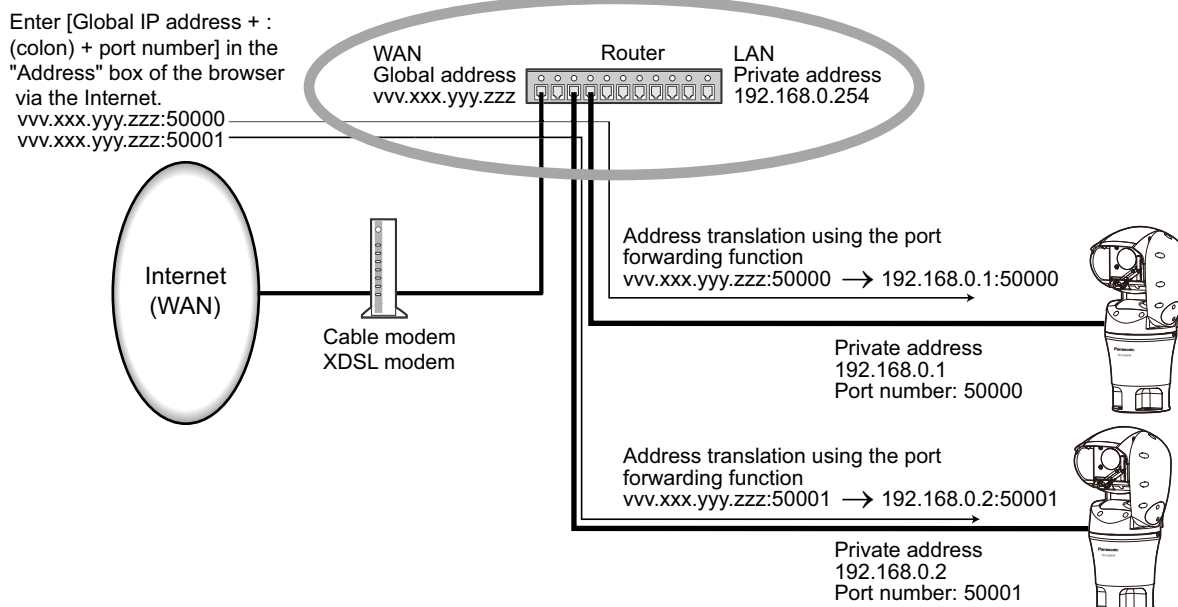 Enter [Global IP address + :
(colon) + port number] in the
"Address" box of the browser
via the Internet.
vvv.xxx.yyy.zzz:50000
vvv.xxx.yyy.zzz:50001
WAN
Global address
vvv.xxx.yyy.zzz
Router
LAN
Private address
192.168.0.254
Internet
(WAN)
Cable modem
XDSL modem
Address translation using the port
forwarding function
vvv.xxx.yyy.zzz:50000 → 192.168.0.1:50000
Private address
192.168.0.1
Port number: 50000
Panasonic
Address translation using the port
forwarding function
vvv.xxx.yyy.zzz:50001 → 192.168.0.2:50001
Private address
192.168.0.2
Port number: 50001
Panasonic